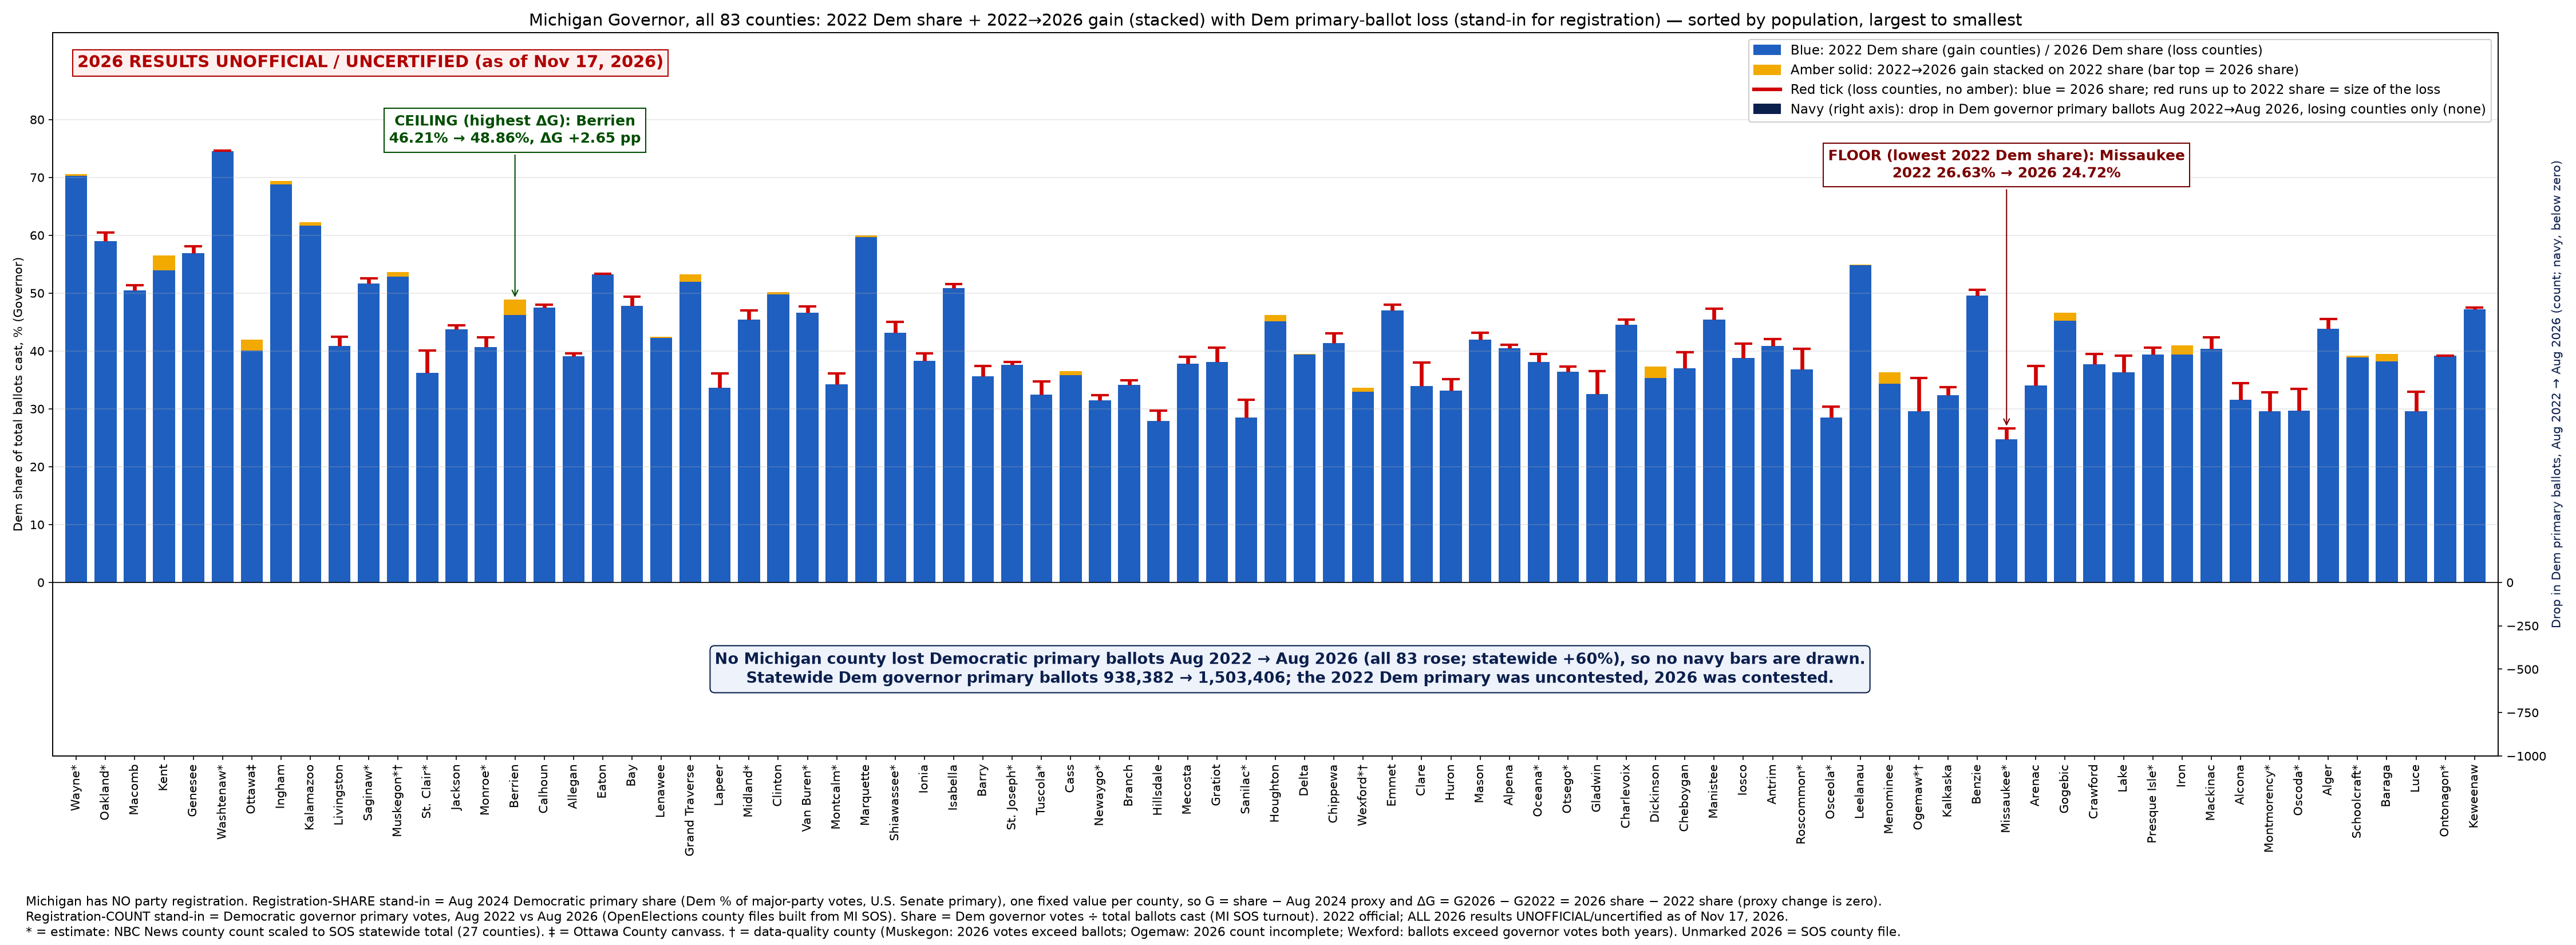 Michigan Governor, all 83 counties: 2022 Dem share + 2022→2026 gain (stacked) with Dem primary-ballot loss (stand-in for registration) — sorted by population, largest to smallest
2026 RESULTS UNOFFICIAL / UNCERTIFIED (as of Nov 17, 2026)
Blue: 2022 Dem share (gain counties) / 2026 Dem share (loss counties)
Amber solid: 2022→2026 gain stacked on 2022 share (bar top = 2026 share)
Red tick (loss counties, no amber): blue = 2026 share; red runs up to 2022 share = size of the loss
Navy (right axis): drop in Dem governor primary ballots Aug 2022→Aug 2026, losing counties only (none)
CEILING (highest ΔG): Berrien
46.21% → 48.86%, ΔG +2.65 pp
FLOOR (lowest 2022 Dem share): Missaukee
2022 26.63% → 2026 24.72%
Dem share of total ballots cast, % (Governor)
80
70
60
50
40
30
20
10
0
Drop in Dem primary ballots, Aug 2022 → Aug 2026 (count; navy, below zero)
0
−250
−500
−750
−1000
No Michigan county lost Democratic primary ballots Aug 2022 → Aug 2026 (all 83 rose; statewide +60%), so no navy bars are drawn.
Statewide Dem governor primary ballots 938,382 → 1,503,406; the 2022 Dem primary was uncontested, 2026 was contested.
Wayne*
Oakland*
Macomb
Kent
Genesee
Washtenaw*
Ottawa‡
Ingham
Kalamazoo
Livingston
Saginaw*
Muskegon*†
St. Clair*
Jackson
Monroe*
Berrien
Calhoun
Allegan
Eaton
Bay
Lenawee
Grand Traverse
Lapeer
Midland*
Clinton
Van Buren*
Montcalm*
Marquette
Shiawassee*
Ionia
Isabella
Barry
St. Joseph*
Tuscola*
Cass
Newaygo*
Branch
Hillsdale
Mecosta
Gratiot
Sanilac*
Houghton
Delta
Chippewa
Wexford*†
Emmet
Clare
Huron
Mason
Alpena
Oceana*
Otsego*
Gladwin
Charlevoix
Dickinson
Cheboygan
Manistee
Iosco
Antrim
Roscommon*
Osceola*
Leelanau
Menominee
Ogemaw*†
Kalkaska
Benzie
Missaukee*
Arenac
Gogebic
Crawford
Lake
Presque Isle*
Iron
Mackinac
Alcona
Montmorency*
Oscoda*
Alger
Schoolcraft*
Baraga
Luce
Ontonagon*
Keweenaw
Michigan has NO party registration. Registration-SHARE stand-in = Aug 2024 Democratic primary share (Dem % of major-party votes, U.S. Senate primary), one fixed value per county, so G = share − Aug 2024 proxy and ΔG = G2026 − G2022 = 2026 share − 2022 share (proxy change is zero).
Registration-COUNT stand-in = Democratic governor primary votes, Aug 2022 vs Aug 2026 (OpenElections county files built from MI SOS). Share = Dem governor votes ÷ total ballots cast (MI SOS turnout). 2022 official; ALL 2026 results UNOFFICIAL/uncertified as of Nov 17, 2026.
* = estimate: NBC News county count scaled to SOS statewide total (27 counties). ‡ = Ottawa County canvass. † = data-quality county (Muskegon: 2026 votes exceed ballots; Ogemaw: 2026 count incomplete; Wexford: ballots exceed governor votes both years). Unmarked 2026 = SOS county file.